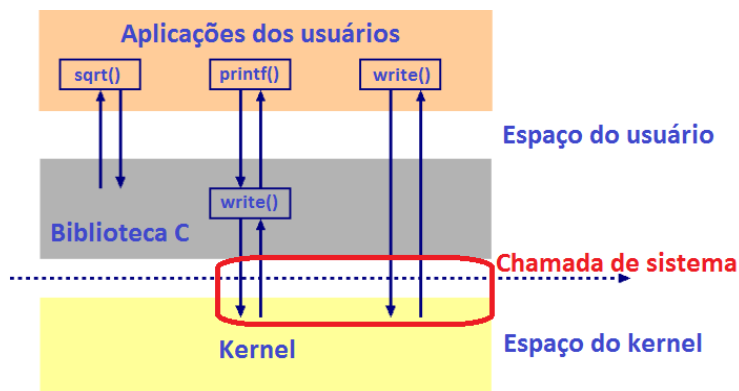 Aplicações dos usuários
sqrt()
printf()
write()
Espaço do usuário
write()
Biblioteca C
Chamada de sistema
Kernel
Espaço do kernel